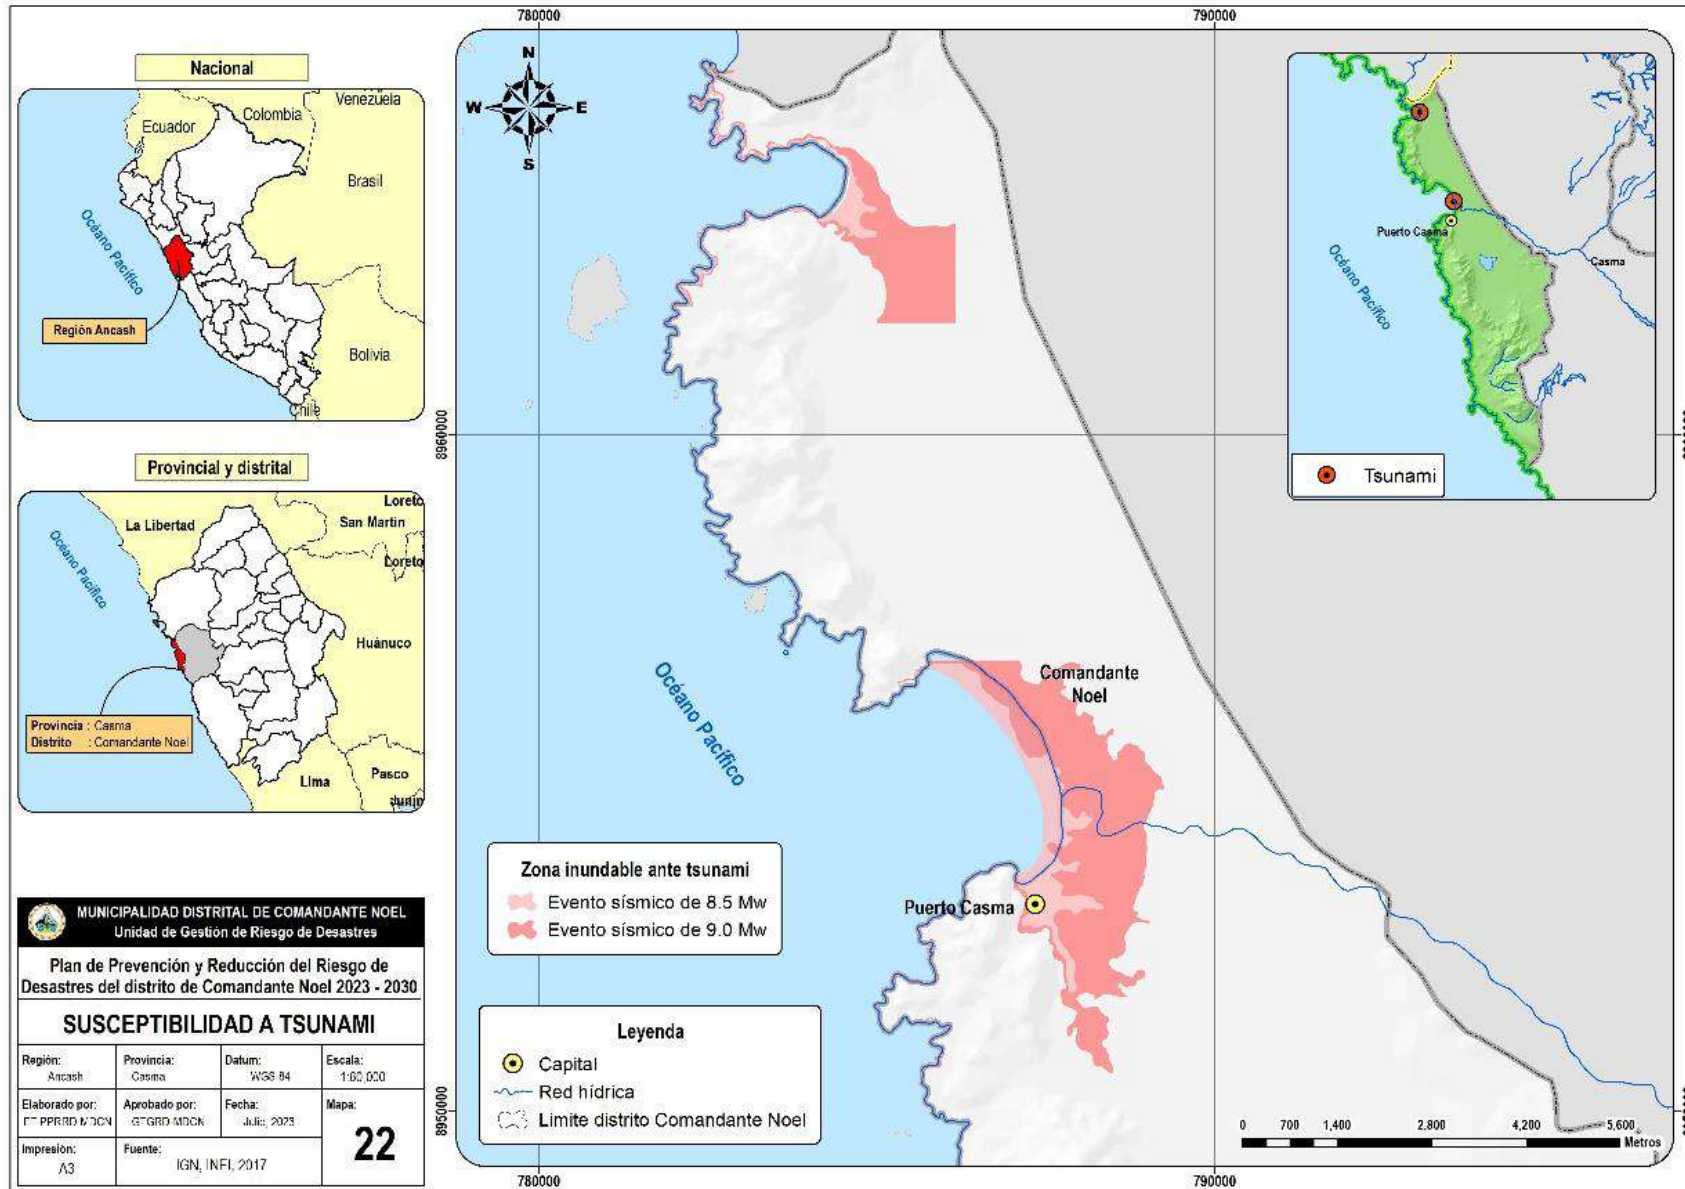 Nacional
Venezuela
Colombia
Ecuador
Brasil
Océano Pacífico
Región Ancash
Bolivia
Chile
Provincial y distrital
Loreto
La Libertad
San Martin
Loreto
Océano Pacífico
Huánuco
Provincia : Casma
Distrito : Comandante Noel
Lima
Pasco
Junin
MUNICIPALIDAD DISTRITAL DE COMANDANTE NOEL
Unidad de Gestión de Riesgo de Desastres
Plan de Prevención y Reducción del Riesgo de
Desastres del distrito de Comandante Noel 2023 - 2030
SUSCEPTIBILIDAD A TSUNAMI
Región:
Ancash
Provincia:
Casma
Datum:
WGS 84
Escala:
1:60,000
Elaborado por:
Aprobado por:
Fecha:
Julio, 2023
Mapa:
22
Impresión:
A3
Fuente:
IGN, INEI, 2017
780000
790000
N
W
E
S
Puerto Casma
Casma
Océano Pacífico
Tsunami
8960000
Comandante
Noel
Océano Pacífico
Zona inundable ante tsunami
Evento sísmico de 8.5 Mw
Evento sísmico de 9.0 Mw
Puerto Casma
Leyenda
Capital
Red hídrica
Limite distrito Comandante Noel
8950000
0 700 1,400 2,800 4,200 5,600
Metros
780000
790000